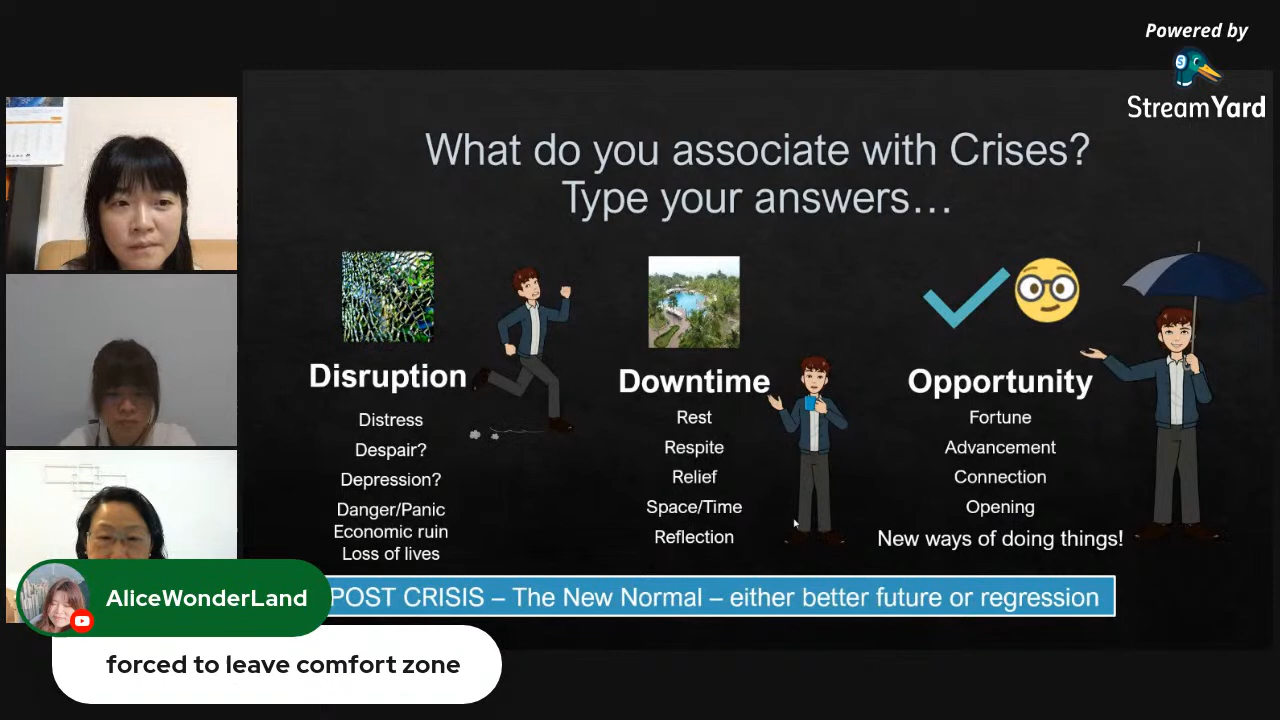 Powered by
StreamYard
What do you associate with Crises?
Type your answers...
Disruption
Distress
Despair?
Depression?
Danger/Panic
Economic ruin
Loss of lives
Downtime
Rest
Respite
Relief
Space/Time
Reflection
Opportunity
Fortune
Advancement
Connection
Opening
New ways of doing things!
POST CRISIS – The New Normal – either better future or regression
AliceWonderLand
forced to leave comfort zone